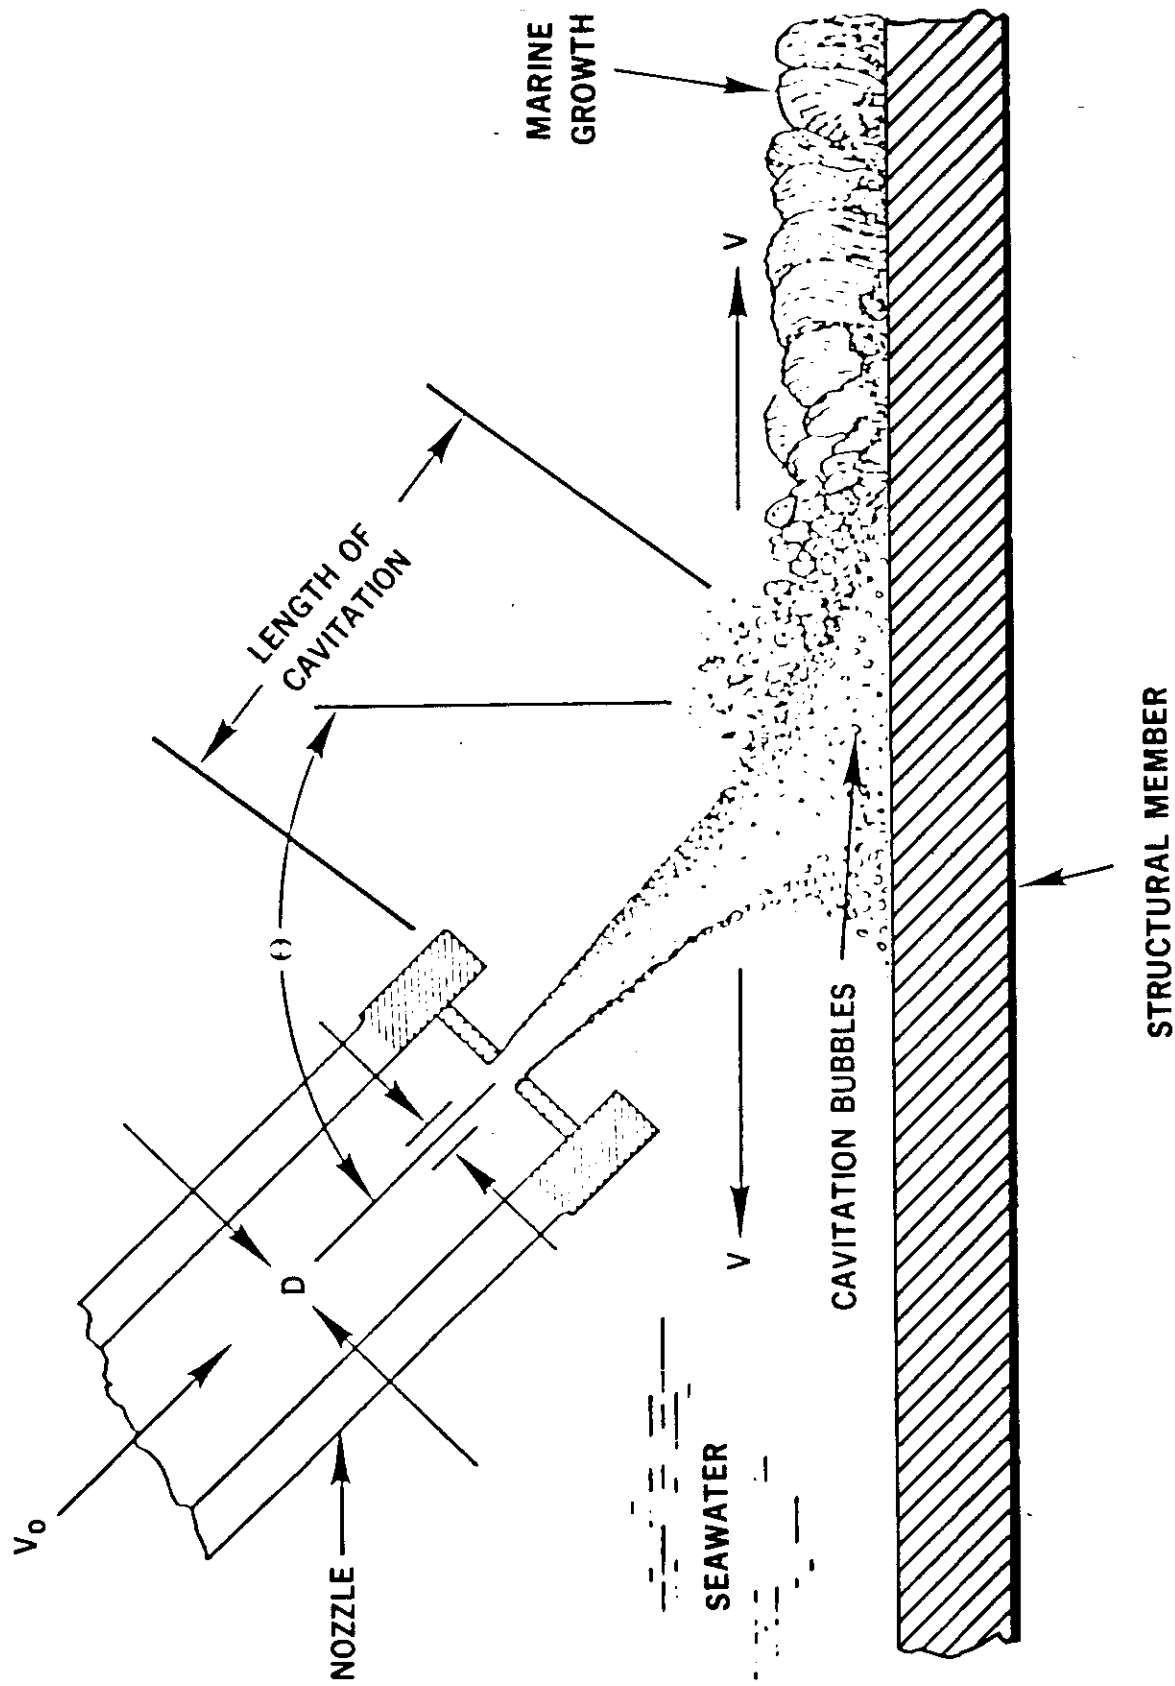 V₀
NOZZLE
D
Θ
LENGTH OF
CAVITATION
MARINE
GROWTH
SEAWATER
V
V
CAVITATION BUBBLES
STRUCTURAL MEMBER